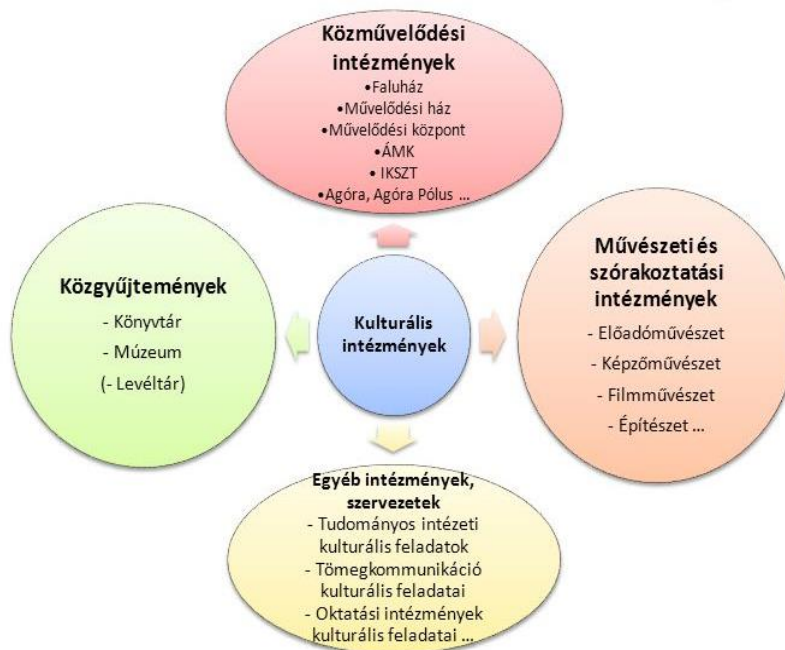 Közművelődési
intézmények
•Faluház
•Művelődési ház
•Művelődési központ
•ÁMK
• IKSZT
•Agóra, Agóra Pólus ...
Közgyűjtemények
- Könyvtár
- Múzeum
(- Levéltár)
Kulturális
intézmények
Művészeti és
szórakoztatási
intézmények
- Előadóművészet
- Képzőművészet
- Filmművészet
- Építészet ...
Egyéb intézmények,
szervezetek
- Tudományos intézeti
kulturális feladatok
- Tömegkommunikáció
kulturális feladatai
- Oktatási intézmények
kulturális feladatai ...